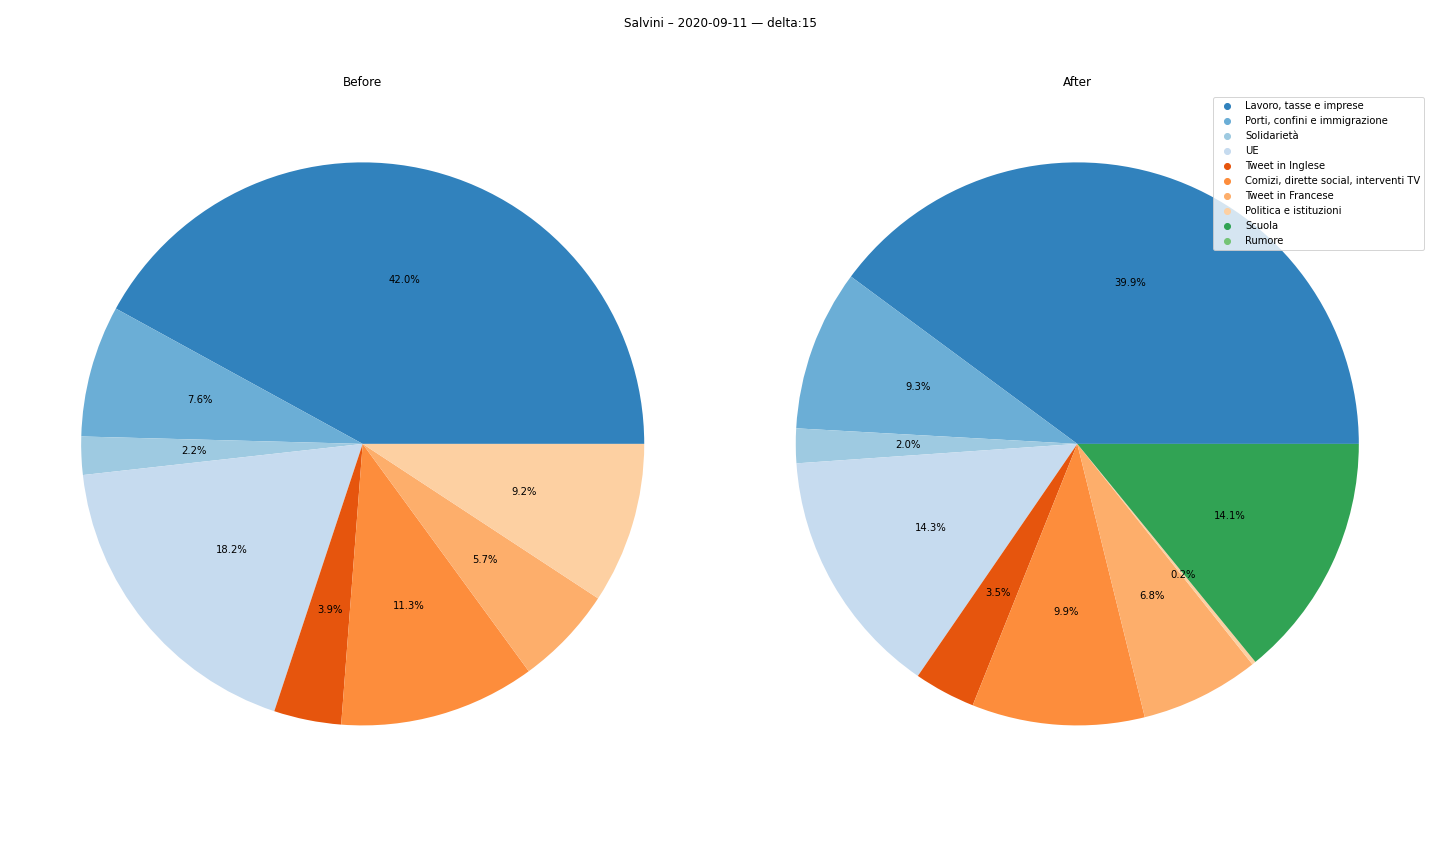 Salvini – 2020-09-11 — delta:15
Before
42.0%
7.6%
2.2%
18.2%
3.9%
11.3%
5.7%
9.2%
After
Lavoro, tasse e imprese
Porti, confini e immigrazione
Solidarietà
UE
Tweet in Inglese
Comizi, dirette social, interventi TV
Tweet in Francese
Politica e istituzioni
Scuola
Rumore
39.9%
9.3%
2.0%
14.3%
3.5%
9.9%
6.8%
0.2%
14.1%